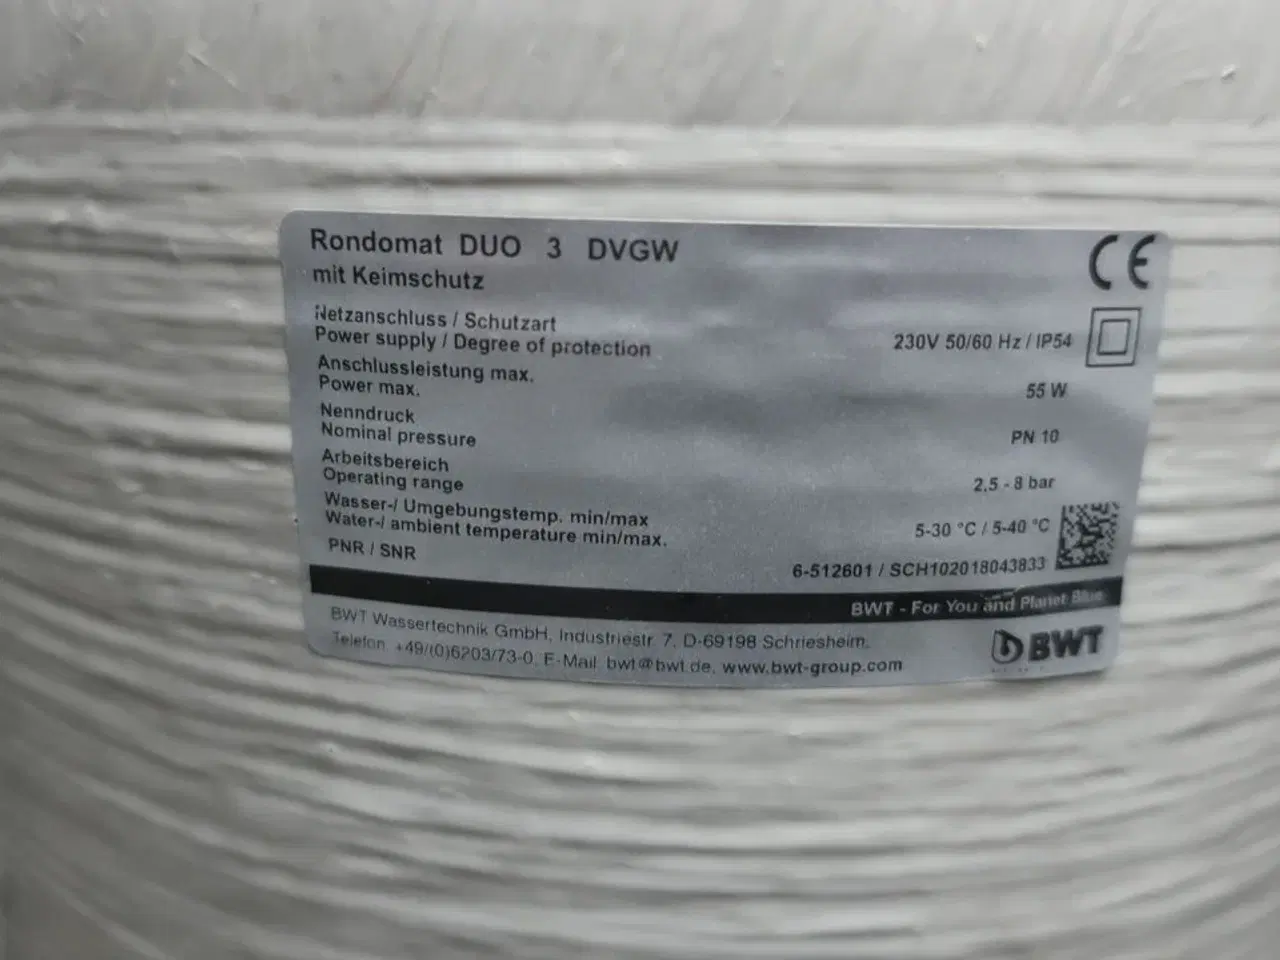 Rondomat DUO 3 DVGW
mit Keimschutz
CE
Netzanschluss / Schutzart
Power supply / Degree of protection
230V 50/60 Hz / IP54
Anschlussleistung max.
Power max.
55 W
Nenndruck
Nominal pressure
PN 10
Arbeitsbereich
Operating range
2,5 - 8 bar
Wasser-/ Umgebungstemp. min/max
Water-/ ambient temperature min/max.
5-30 °C / 5-40 °C
PNR / SNR
6-512601 / SCH102018043833
BWT - For You and Planet Blue.
BWT Wassertechnik GmbH, Industriestr. 7, D-69198 Schriesheim,
Telefon. +49/(0)6203/73-0, E-Mail bwt@bwt.de, www.bwt-group.com
BWT